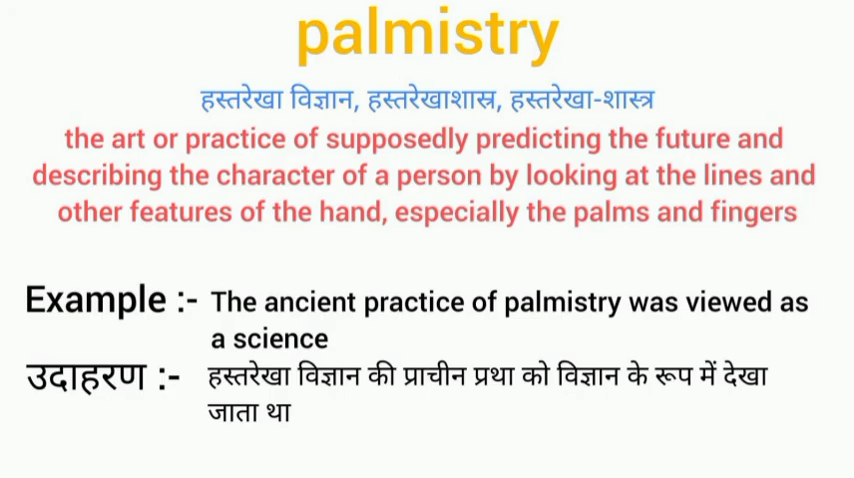 palmistry
हस्तरेखा विज्ञान, हस्तरेखाशास्र, हस्तरेखा-शास्त्र
the art or practice of supposedly predicting the future and
describing the character of a person by looking at the lines and
other features of the hand, especially the palms and fingers
Example :- The ancient practice of palmistry was viewed as
a science
उदाहरण :- हस्तरेखा विज्ञान की प्राचीन प्रथा को विज्ञान के रूप में देखा
जाता था